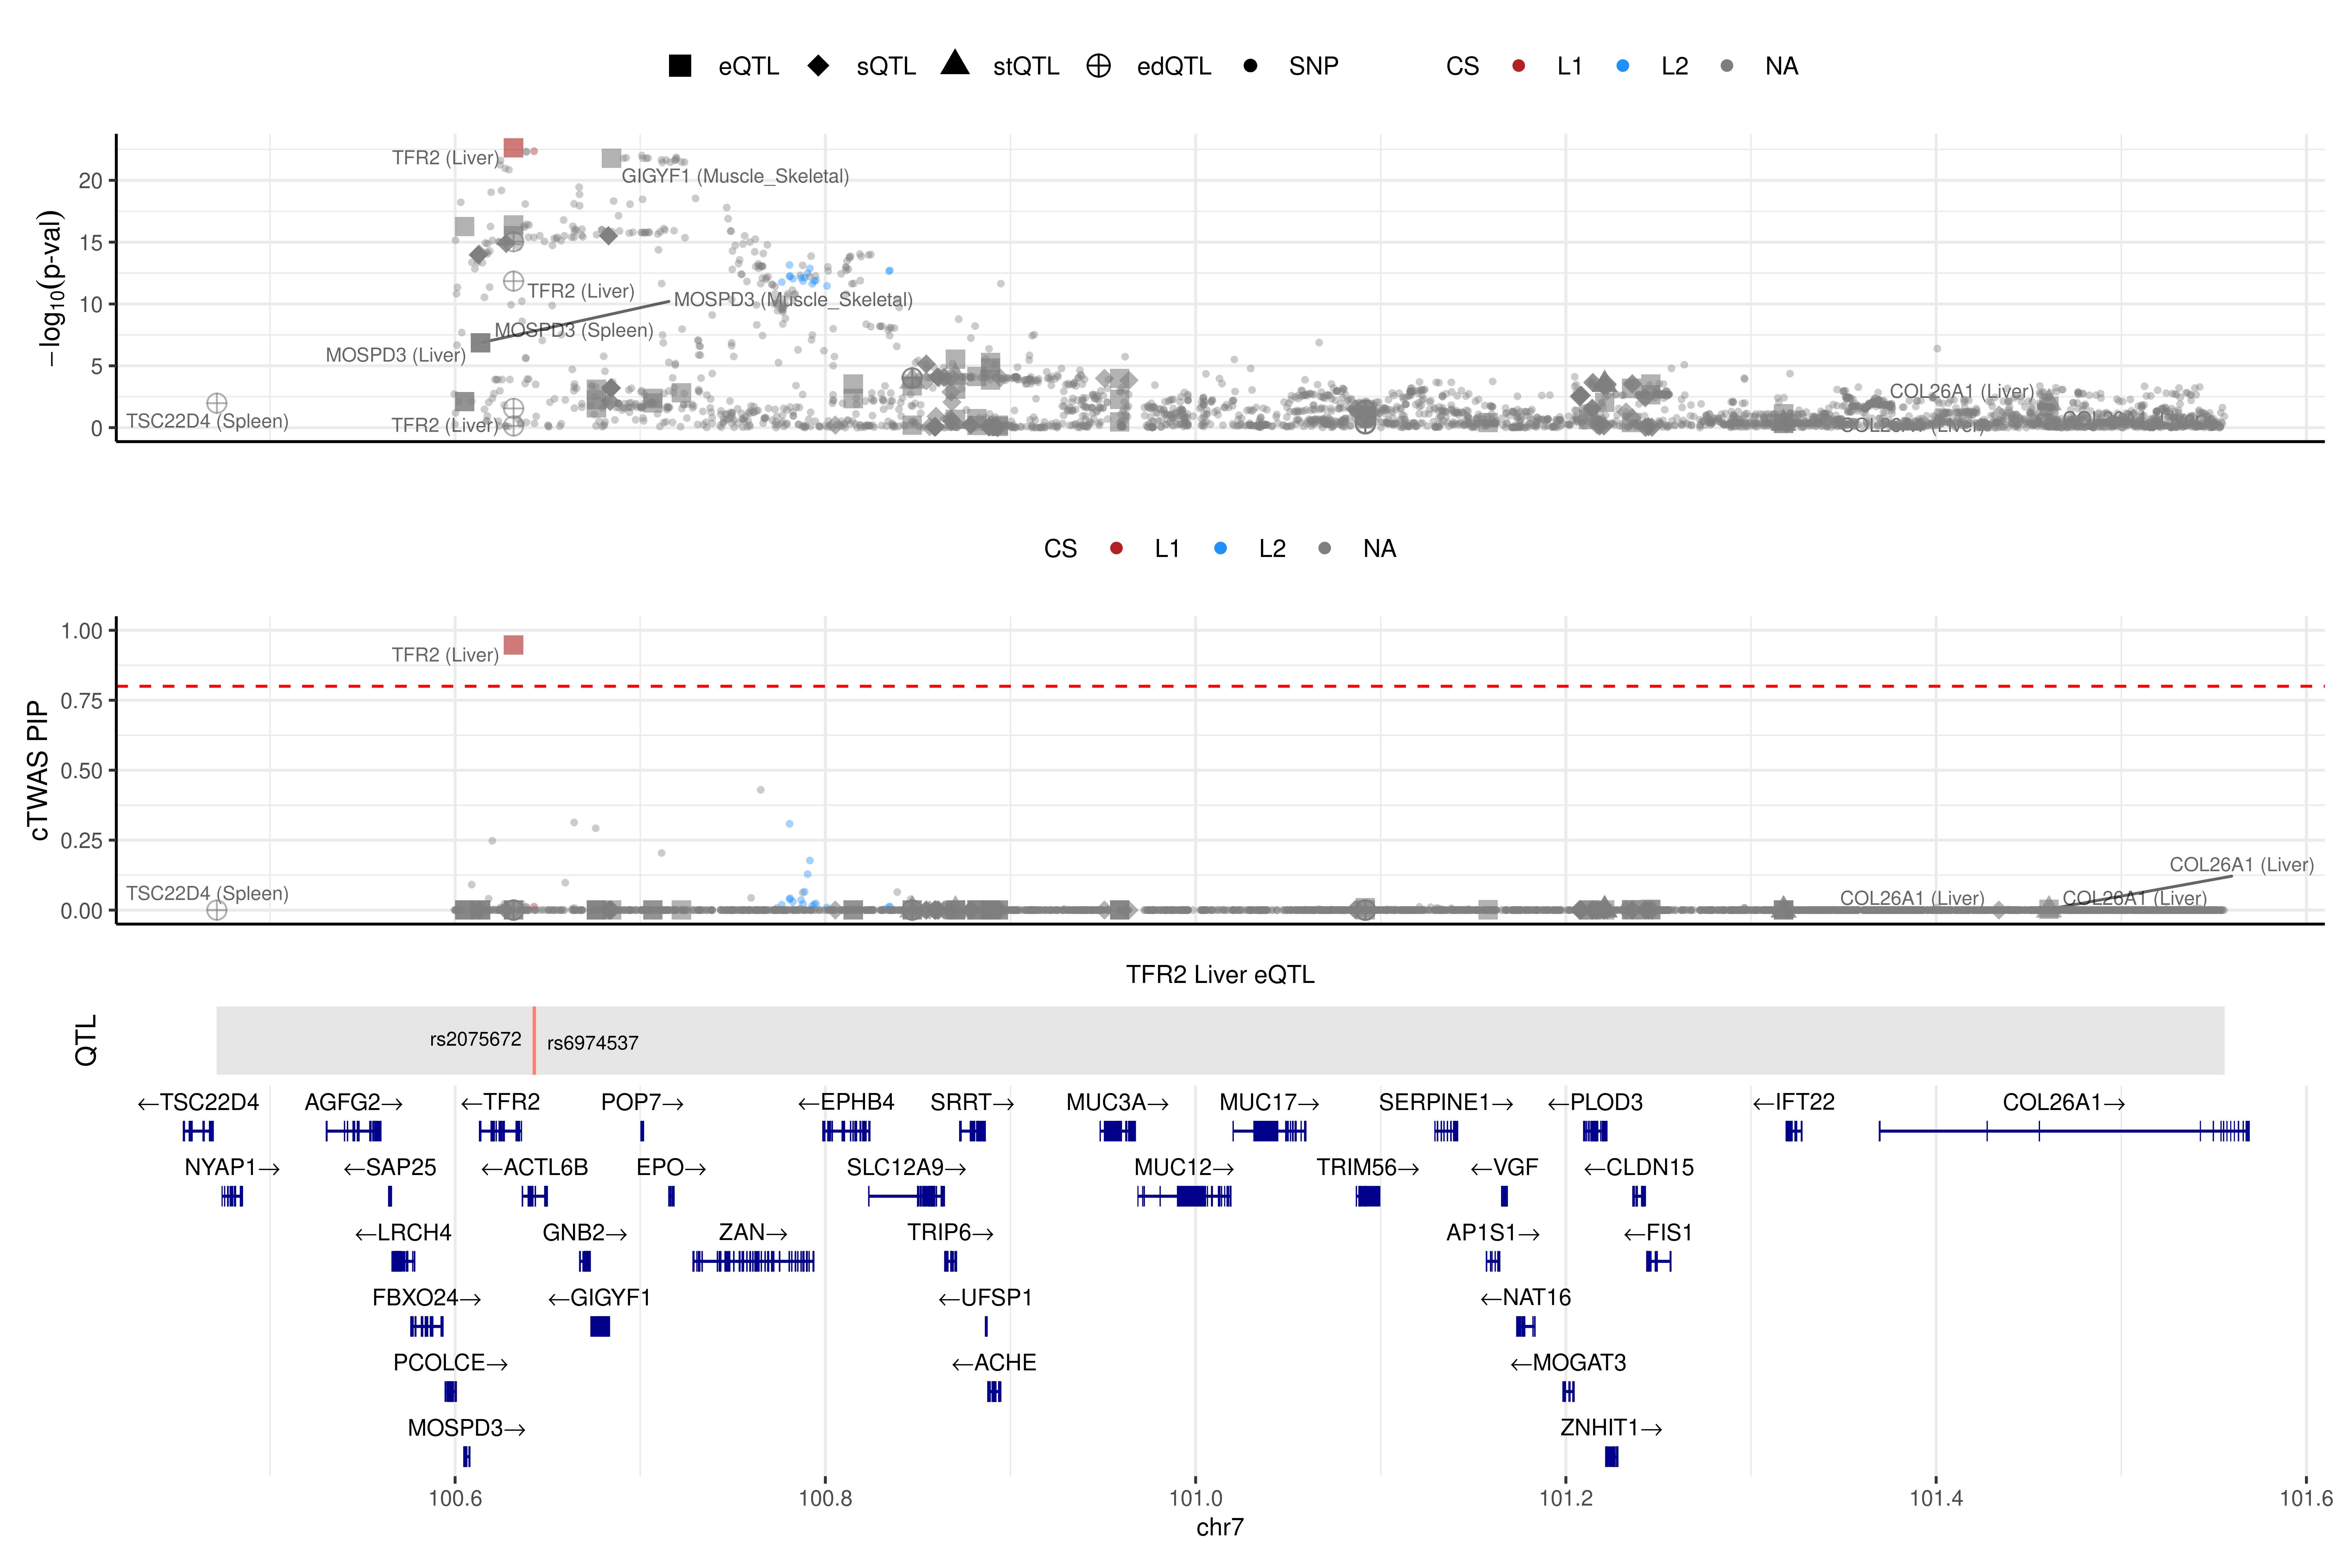 eQTL sQTL stQTL edQTL SNP CS L1 L2 NA
−log10(p-val)
20
15
10
5
0
TFR2 (Liver)
GIGYF1 (Muscle_Skeletal)
TFR2 (Liver)
MOSPD3 (Muscle_Skeletal)
MOSPD3 (Spleen)
MOSPD3 (Liver)
TSC22D4 (Spleen)
TFR2 (Liver)
COL26A1 (Liver)
COL26A1 (Liver)
CS L1 L2 NA
cTWAS PIP
1.00
0.75
0.50
0.25
0.00
TFR2 (Liver)
TSC22D4 (Spleen)
COL26A1 (Liver)
COL26A1 (Liver)
COL26A1 (Liver)
TFR2 Liver eQTL
QTL
rs2075672
rs6974537
←TSC22D4 AGFG2→ ←TFR2 POP7→ ←EPHB4 SRRT→ MUC3A→ MUC17→ SERPINE1→ ←PLOD3 ←IFT22 COL26A1→
NYAP1→ ←SAP25 ←ACTL6B EPO→ SLC12A9→ MUC12→ TRIM56→ ←VGF ←CLDN15
←LRCH4 GNB2→ ZAN→ TRIP6→ AP1S1→ ←FIS1
FBXO24→ ←GIGYF1 ←UFSP1 ←NAT16
PCOLCE→ ←ACHE ←MOGAT3
MOSPD3→ ZNHIT1→
100.6 100.8 101.0 101.2 101.4 101.6
chr7